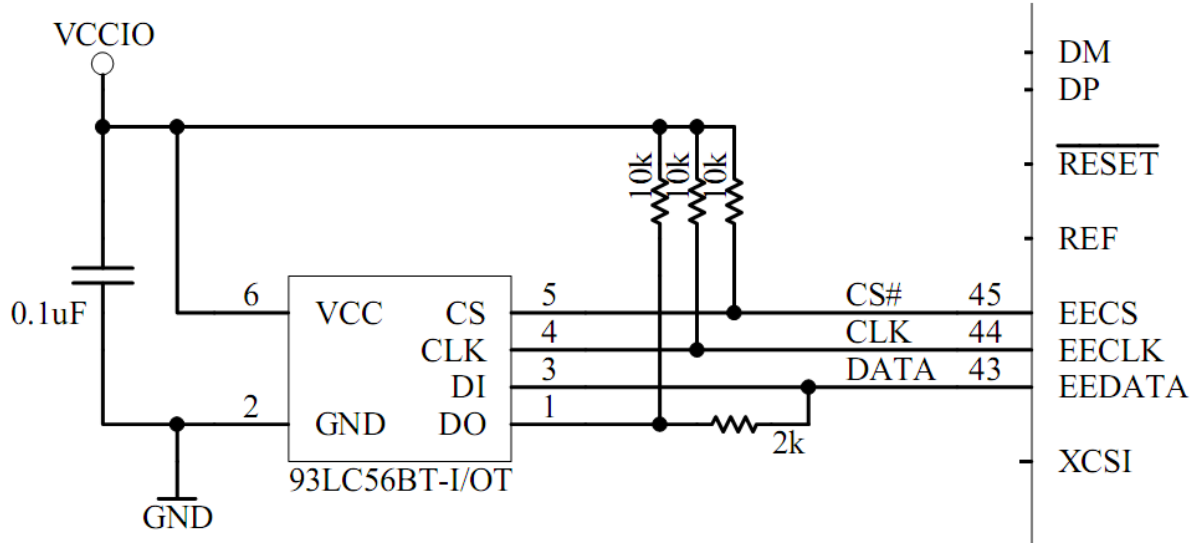 VCCIO
DM
DP
RESET
10k
10k
10k
REF
0.1uF
6
VCC
CS
5
CS#
45
EECS
CLK
4
CLK
44
EECLK
DI
3
DATA
43
EEDATA
2
GND
DO
1
2k
XCSI
93LC56BT-I/OT
GND